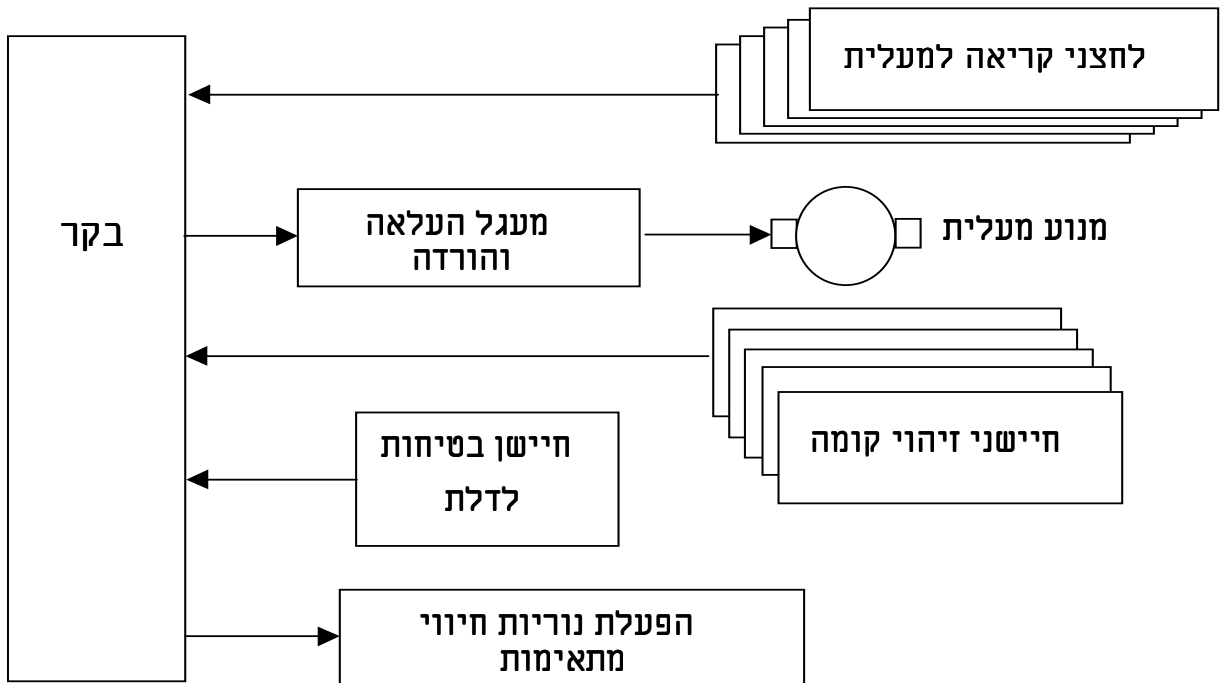 לחצני קריאה למעלית
בקר
מעגל העלאה
והורדה
מנוע מעלית
חיישני זיהוי קומה
חיישן בטיחות
לדלת
הפעלת נוריות חיווי
מתאימות